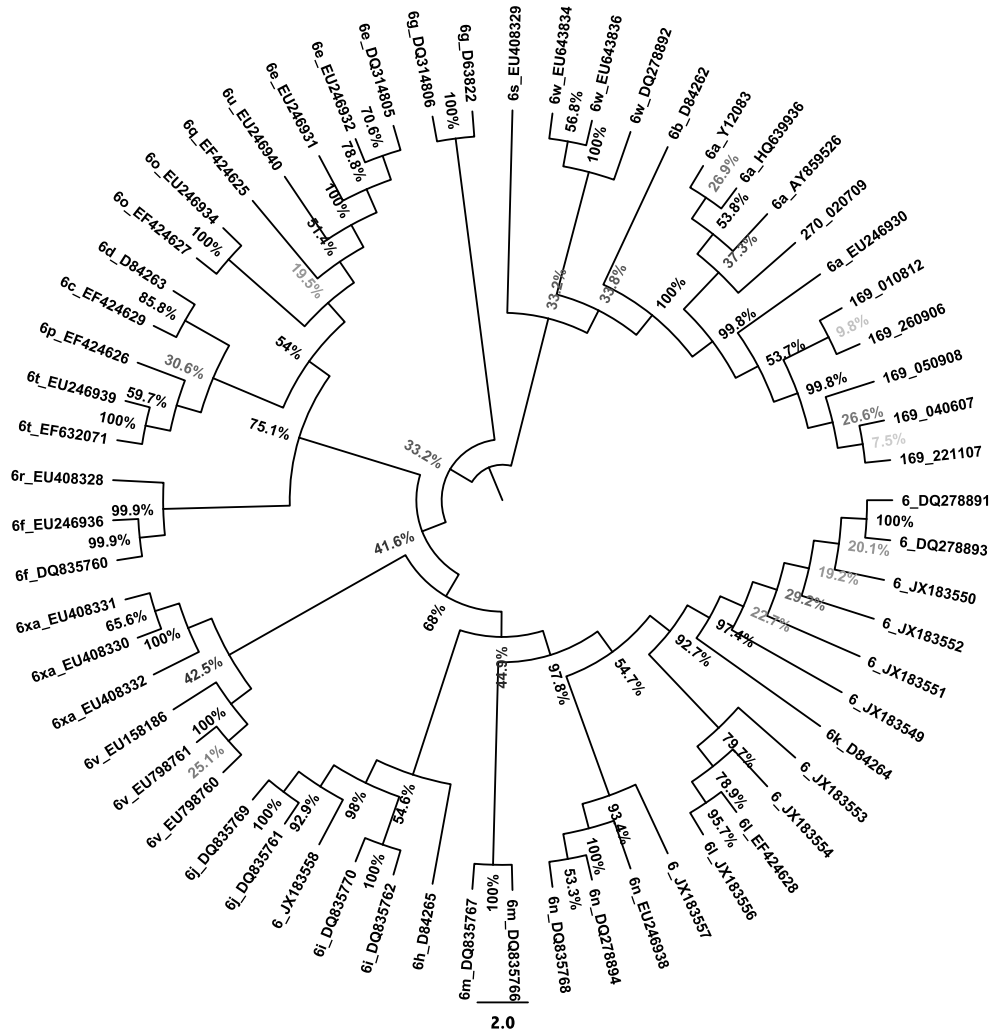 6s_EU408329
6w_EU643834
56.8%
6w_EU643836
100%
6w_DQ278892
33.2%
6b_D84262
33.8%
6a_Y12083
26.9%
6a_HQ639936
53.8%
6a_AY859526
37.3%
270_020709
100%
6a_EU246930
99.8%
169_010812
9.8%
169_260906
53.7%
99.8%
169_050908
26.6%
169_040607
7.5%
169_221107
6_DQ278891
100%
6_DQ278893
20.1%
6_JX183550
19.2%
6_JX183552
29.2%
6_JX183551
22.7%
6_JX183549
97.4%
6k_D84264
92.7%
6_JX183553
79.7%
6_JX183554
78.9%
6l_EF424628
95.7%
6l_JX183556
54.7%
6_JX183557
93.4%
6n_EU246938
100%
6n_DQ278894
53.3%
6n_DQ835768
97.8%
44.9%
6m_DQ835766
100%
6m_DQ835767
6h_D84265
54.6%
6i_DQ835762
100%
6i_DQ835770
98%
6_JX183558
92.9%
6j_DQ835761
100%
6j_DQ835769
68%
6v_EU798760
25.1%
6v_EU798761
100%
6v_EU158186
42.5%
6xa_EU408332
100%
6xa_EU408330
65.6%
6xa_EU408331
41.6%
6f_DQ835760
99.9%
6f_EU246936
99.9%
6r_EU408328
75.1%
6t_EF632071
100%
6t_EU246939
59.7%
6p_EF424626
30.6%
6c_EF424629
85.8%
6d_D84263
54%
6o_EF424627
100%
6o_EU246934
19.5%
6q_EF424625
51.4%
6u_EU246940
100%
6e_EU246931
78.8%
6e_EU246932
70.6%
6e_DQ314805
33.2%
6g_DQ314806
100%
6g_D63822
2.0